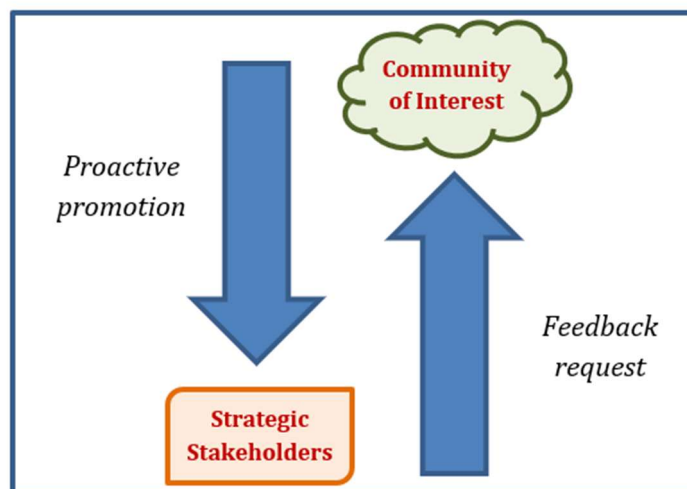 Community
of Interest
Proactive
promotion
Feedback
request
Strategic
Stakeholders